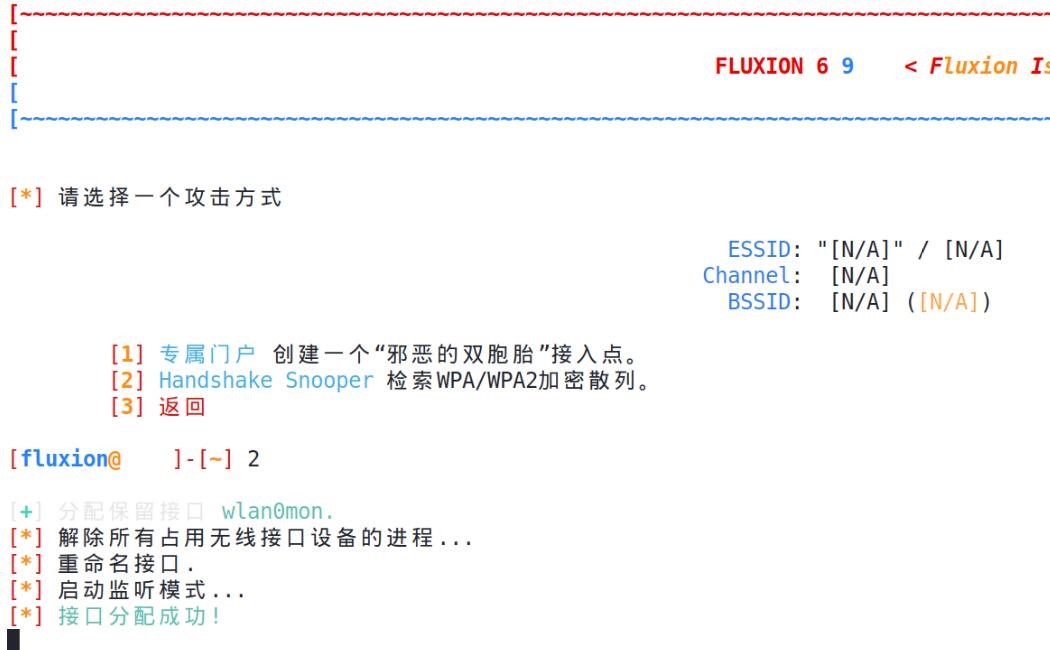 [~~~~~~~~~~~~~~~~~~~~~~~~~~~~~~~~~~~~~~~~~~~~~~~~~~~~~~~~~~~~~~~~~~~~~~~~~~~~~~~~~~
[
[ FLUXION 6 9 < Fluxion Is
[
[~~~~~~~~~~~~~~~~~~~~~~~~~~~~~~~~~~~~~~~~~~~~~~~~~~~~~~~~~~~~~~~~~~~~~~~~~~~~~~~~~~
[*] 请选择一个攻击方式
ESSID: "[N/A]" / [N/A]
Channel: [N/A]
BSSID: [N/A] ([N/A])
[1] 专属门户 创建一个“邪恶的双胞胎”接入点。
[2] Handshake Snooper 检索WPA/WPA2加密散列。
[3] 返回
[fluxion@ ]-[~] 2
[+] 分配保留接口 wlan0mon.
[*] 解除所有占用无线接口设备的进程...
[*] 重命名接口.
[*] 启动监听模式...
[*] 接口分配成功!